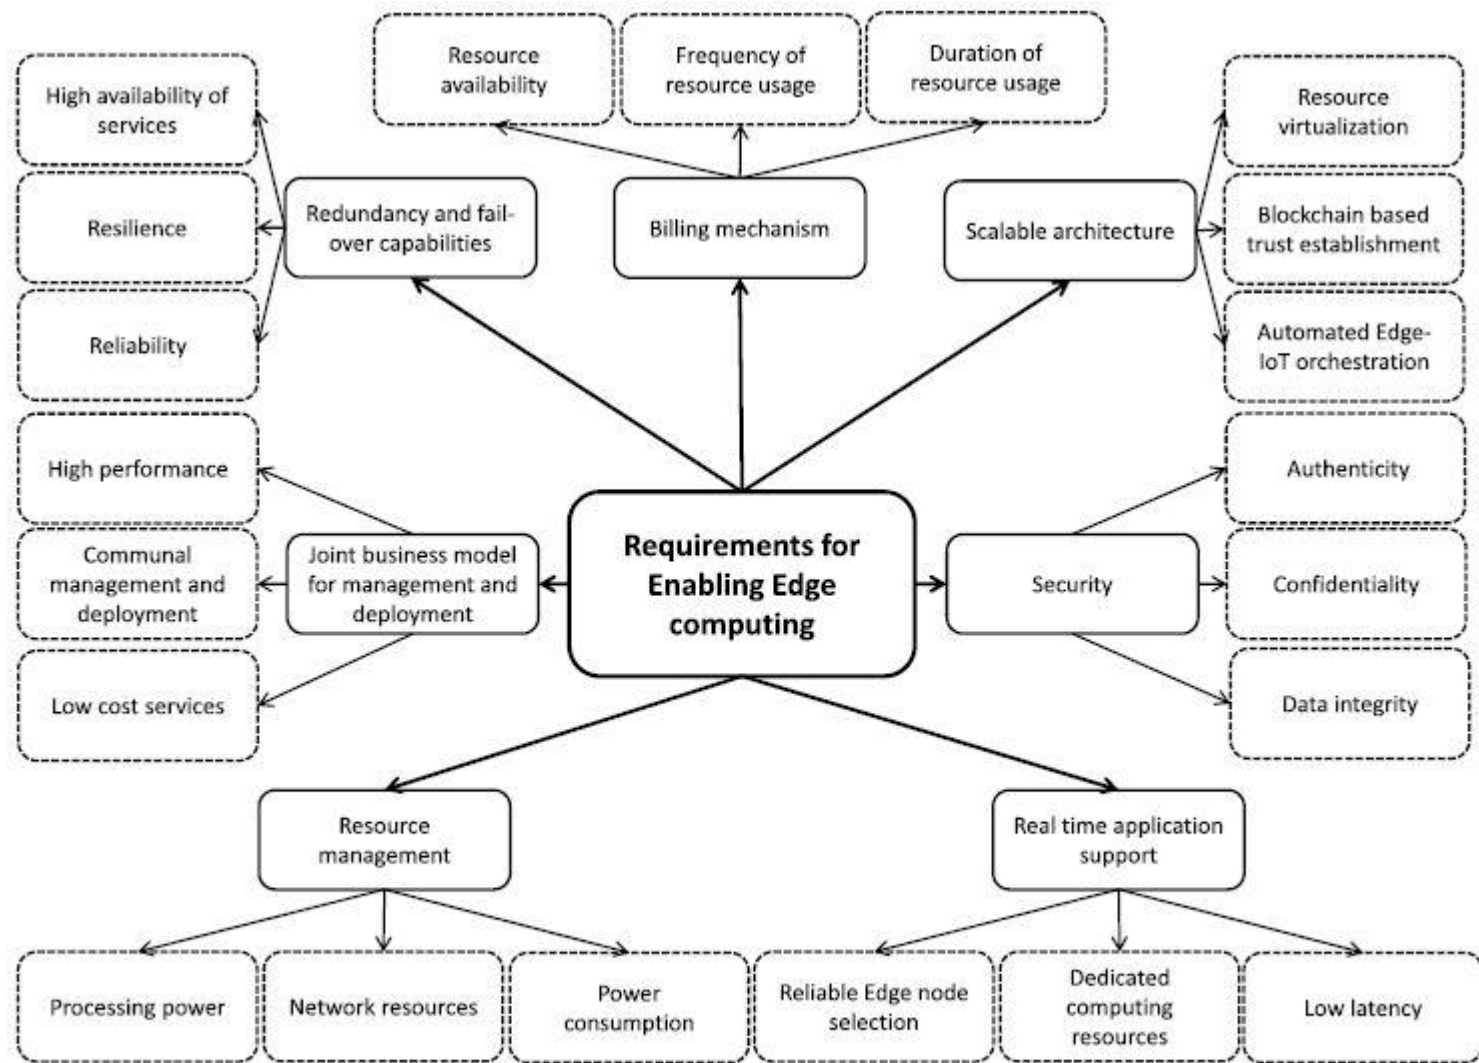 Resource
availability
Frequency of
resource usage
Duration of
resource usage
High availability of
services
Resilience
Reliability
Redundancy and fail-
over capabilities
Billing mechanism
Scalable architecture
Resource
virtualization
Blockchain based
trust establishment
Automated Edge-
IoT orchestration
High performance
Communal
management and
deployment
Low cost services
Joint business model
for management and
deployment
Requirements for
Enabling Edge
computing
Security
Authenticity
Confidentiality
Data integrity
Resource
management
Real time application
support
Processing power
Network resources
Power
consumption
Reliable Edge node
selection
Dedicated
computing
resources
Low latency